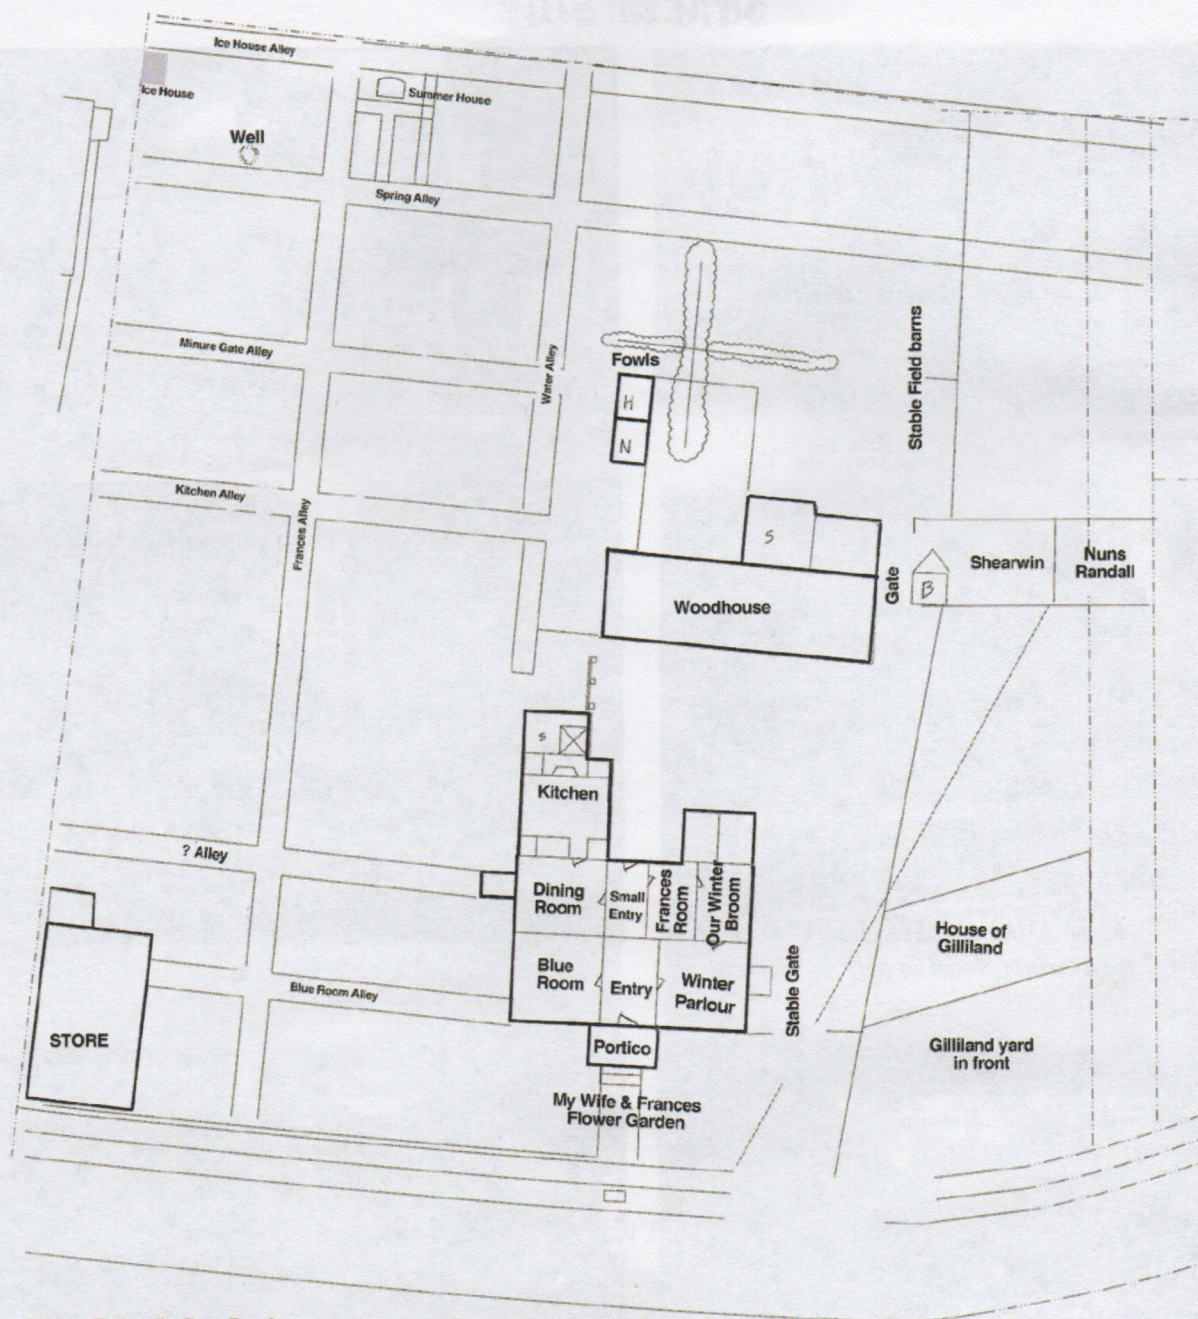 Ice House Alley
Ice House
Summer House
Well
Spring Alley
Minure Gate Alley
Water Alley
Fowls
H
N
Stable Field barns
Kitchen Alley
Frances Alley
S
Gate
B
Shearwin
Nuns
Randall
Woodhouse
s
Kitchen
? Alley
Dining
Room
Small
Entry
Frances
Room
Our Winter
Broom
House of
Gilliland
Blue
Room
Entry
Winter
Parlour
Stable Gate
Blue Room Alley
STORE
Portico
Gilliland yard
in front
My Wife & Frances
Flower Garden